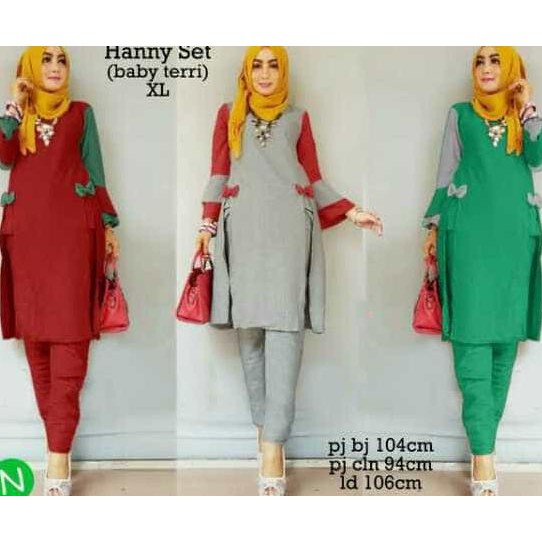 Hanny Set
(baby terri)
XL
pj bj 104cm
pj cln 94cm
ld 106cm
N